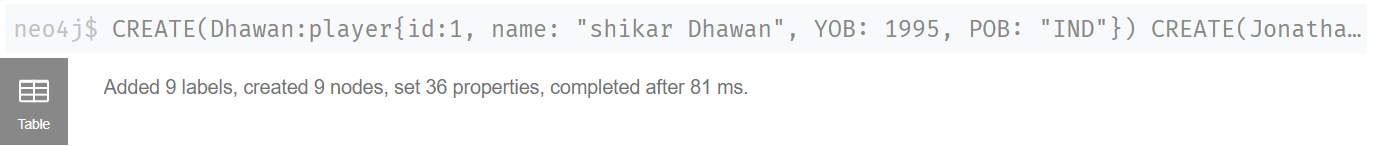 neo4j$ CREATE(Dhawan:player{id:1, name: "shikar Dhawan", YOB: 1995, POB: "IND"}) CREATE(Jonatha…
Added 9 labels, created 9 nodes, set 36 properties, completed after 81 ms.
Table